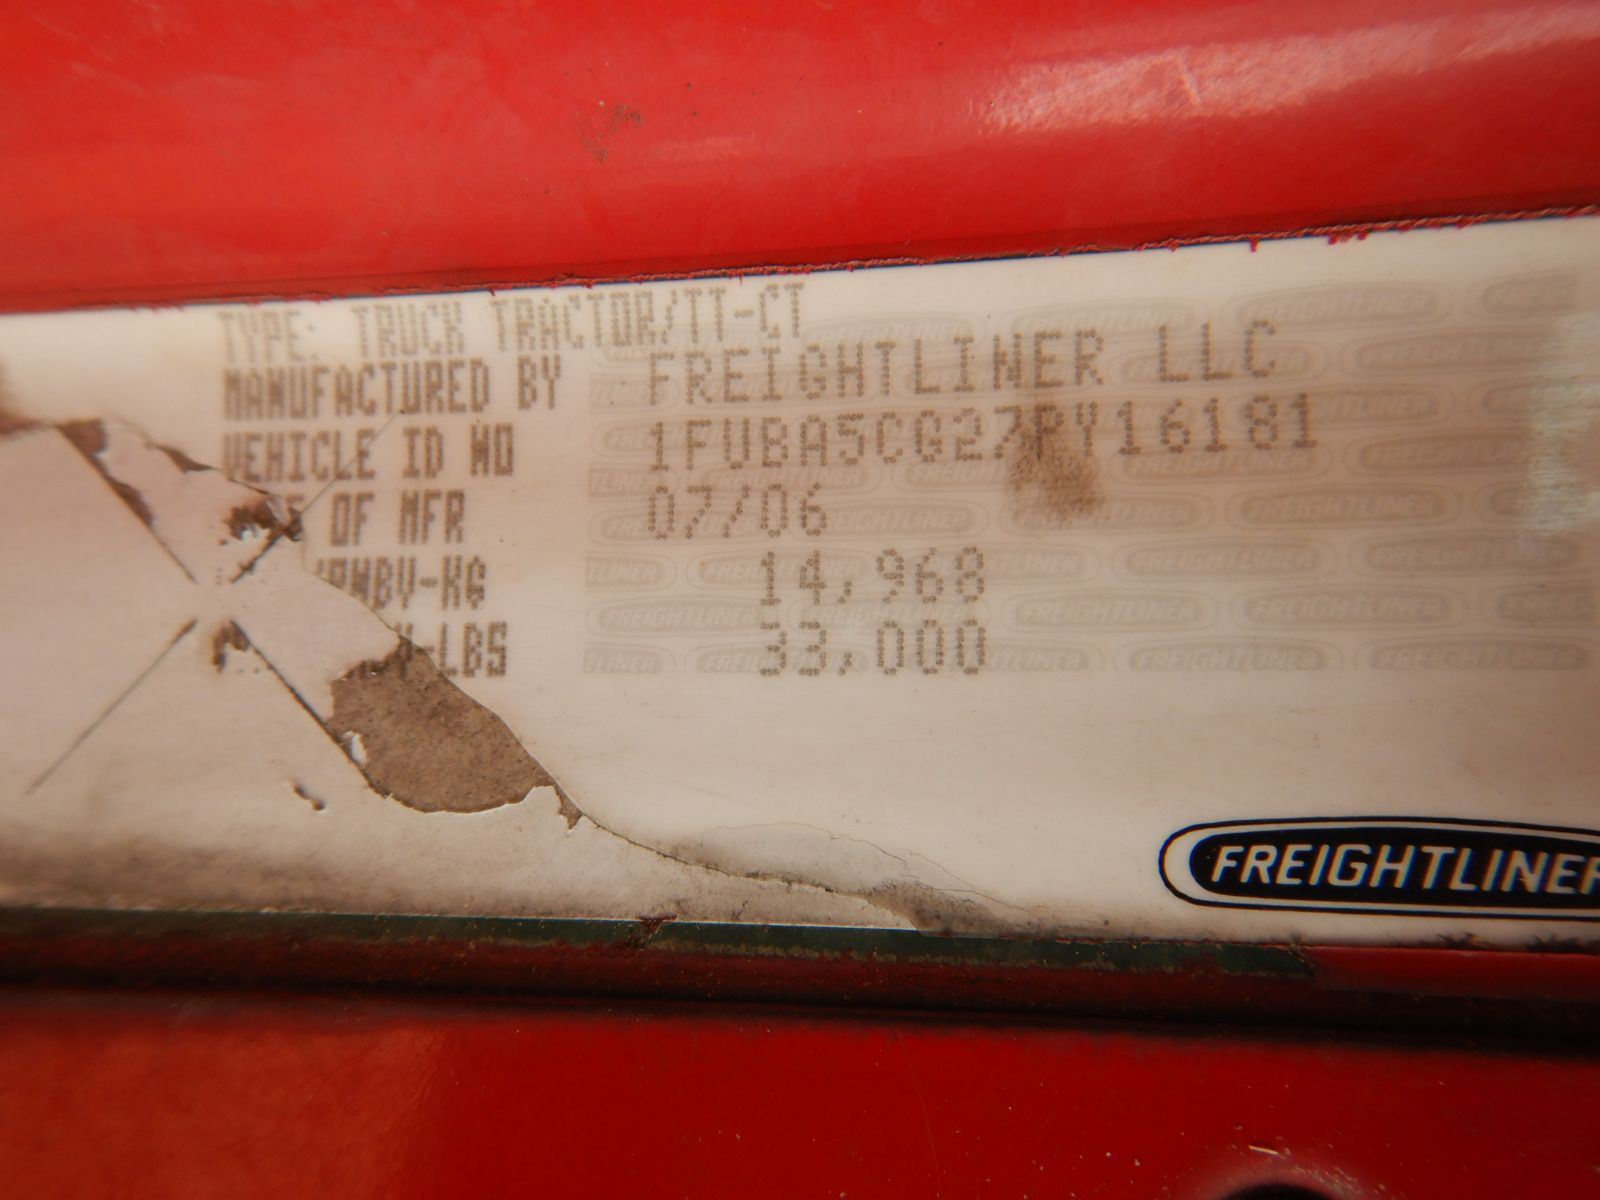 TYPE: TRUCK TRACTOR/TT-CT
MANUFACTURED BY FREIGHTLINER LLC
VEHICLE ID NO 1FUBA5CG27PY16181
OF MFR 07/06
14,968
-LBS 33,000
FREIGHTLINER